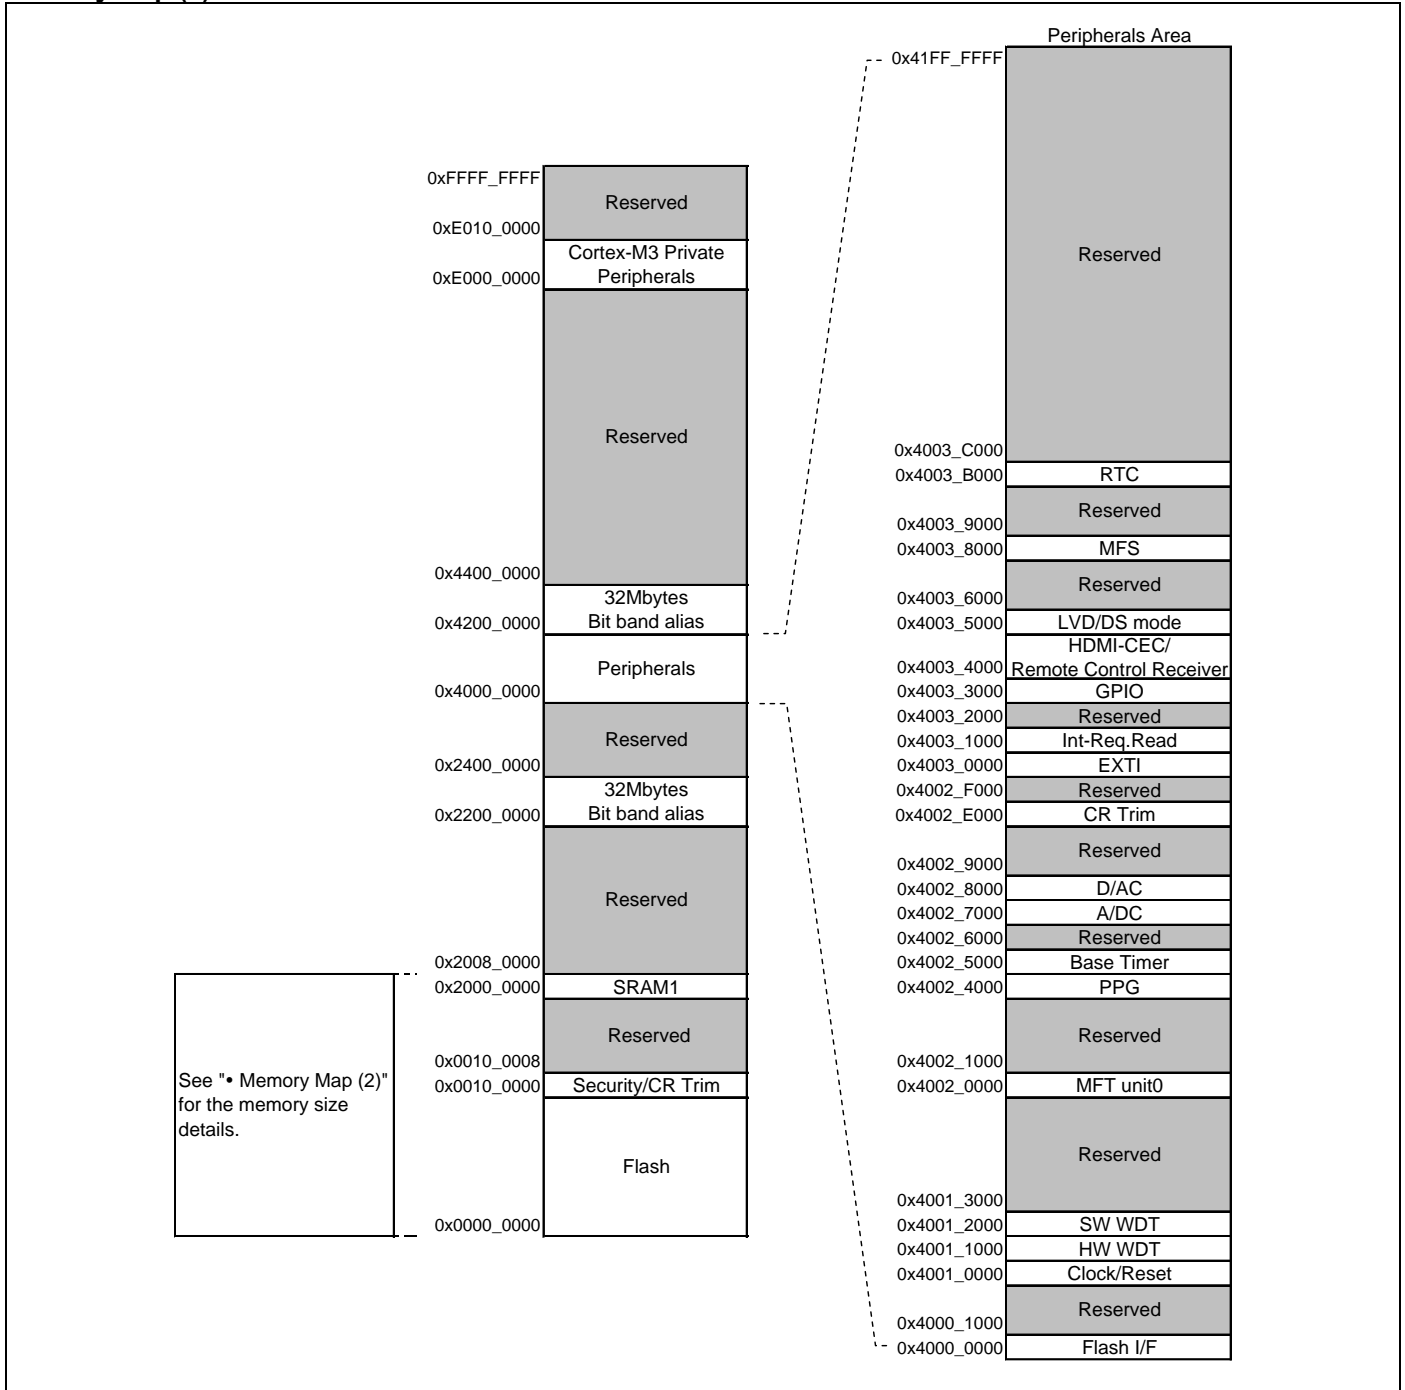 Peripherals Area
0x41FF_FFFF
Reserved
0x4003_C000
0x4003_B000 RTC
Reserved
0x4003_9000
0x4003_8000 MFS
Reserved
0x4003_6000
0x4003_5000 LVD/DS mode
HDMI-CEC/
0x4003_4000 Remote Control Receiver
0x4003_3000 GPIO
0x4003_2000 Reserved
0x4003_1000 Int-Req.Read
0x4003_0000 EXTI
0x4002_F000 Reserved
0x4002_E000 CR Trim
Reserved
0x4002_9000
0x4002_8000 D/AC
0x4002_7000 A/DC
0x4002_6000 Reserved
0x4002_5000 Base Timer
0x4002_4000 PPG
Reserved
0x4002_1000
0x4002_0000 MFT unit0
Reserved
0x4001_3000
0x4001_2000 SW WDT
0x4001_1000 HW WDT
0x4001_0000 Clock/Reset
Reserved
0x4000_1000
0x4000_0000 Flash I/F
0xFFFF_FFFF
Reserved
0xE010_0000
Cortex-M3 Private
0xE000_0000 Peripherals
Reserved
0x4400_0000
32Mbytes
0x4200_0000 Bit band alias
Peripherals
0x4000_0000
Reserved
0x2400_0000
32Mbytes
0x2200_0000 Bit band alias
Reserved
0x2008_0000
0x2000_0000 SRAM1
Reserved
0x0010_0008
0x0010_0000 Security/CR Trim
Flash
0x0000_0000
See "• Memory Map (2)"
for the memory size
details.